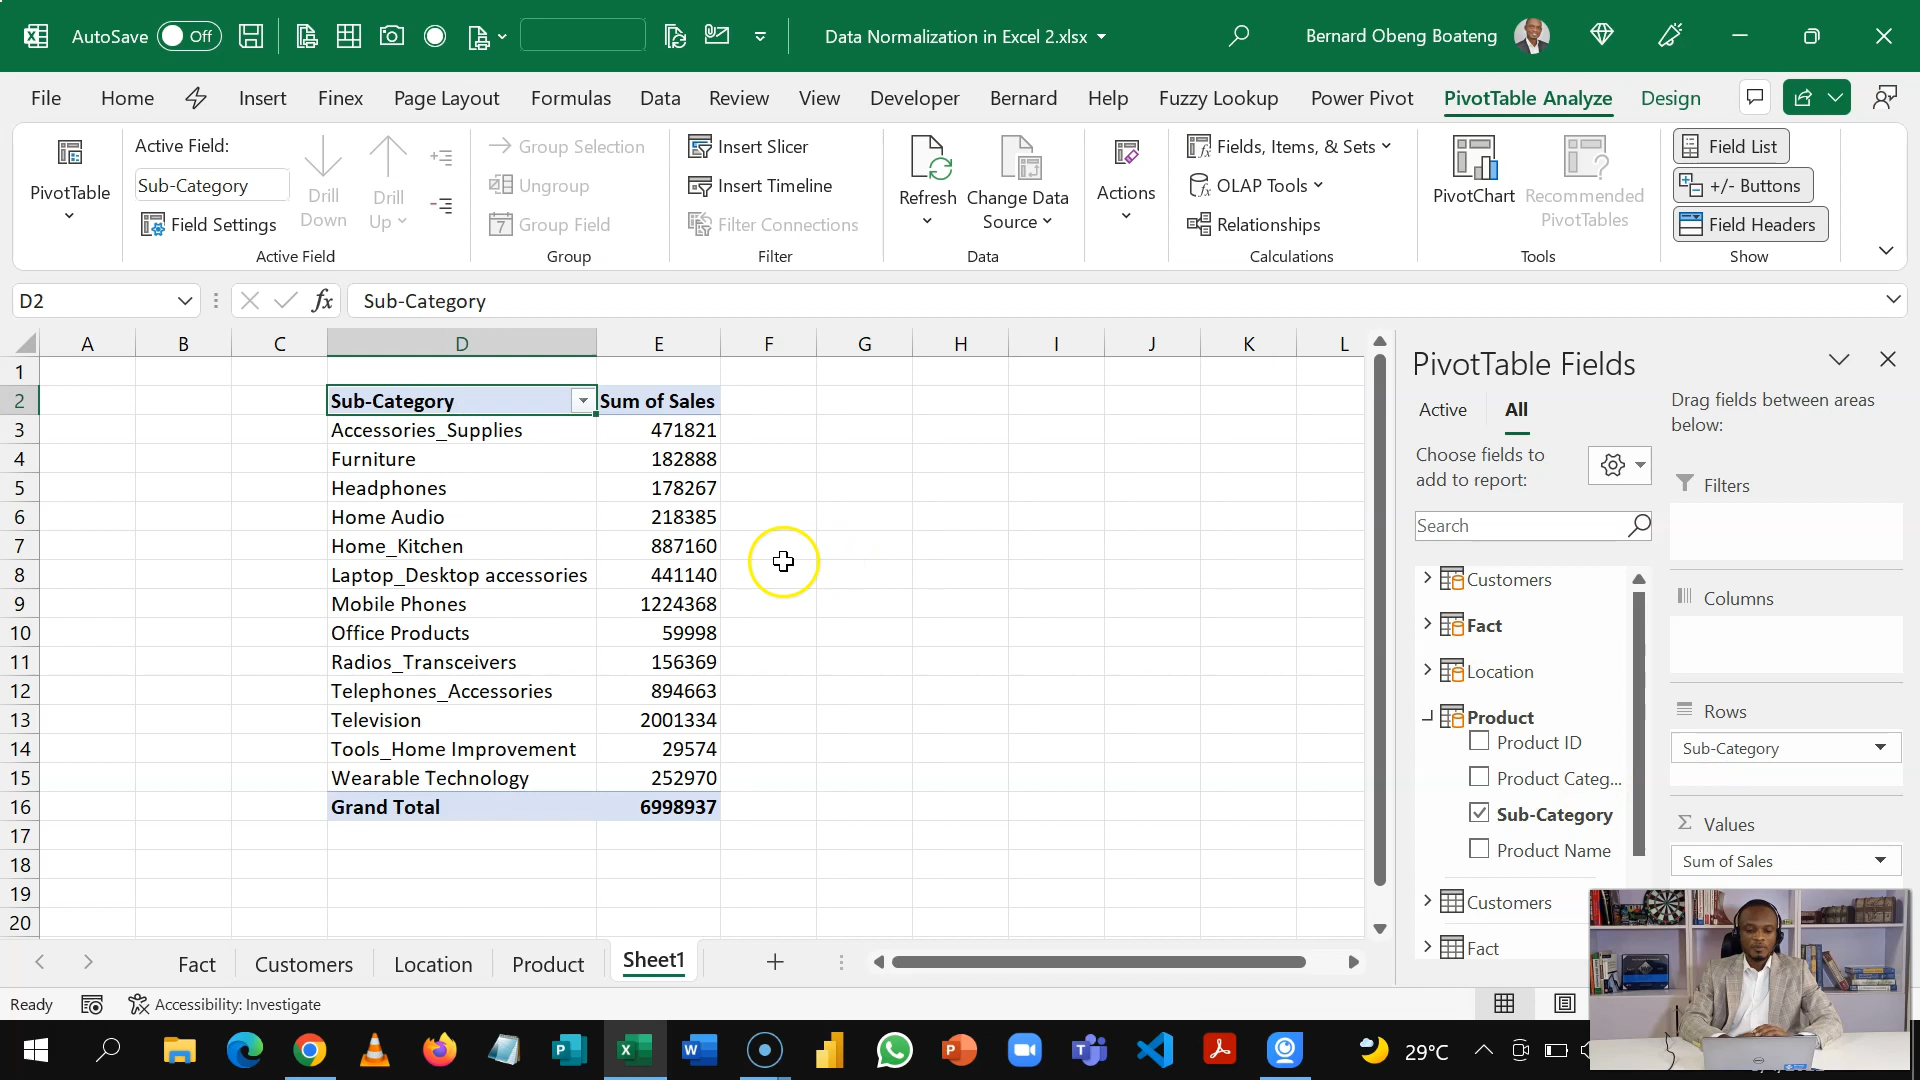 AutoSave Off Data Normalization in Excel 2.xlsx Bernard Obeng Boateng
File Home Insert Finex Page Layout Formulas Data Review View Developer Bernard Help Fuzzy Lookup Power Pivot PivotTable Analyze Design
PivotTable
Active Field:
Sub-Category
Field Settings
Drill Down
Drill Up
Active Field
Group Selection
Ungroup
Group Field
Group
Insert Slicer
Insert Timeline
Filter Connections
Filter
Refresh
Change Data Source
Data
Actions
Fields, Items, & Sets
OLAP Tools
Relationships
Calculations
PivotChart
Recommended PivotTables
Tools
Field List
+/- Buttons
Field Headers
Show
D2 fx Sub-Category
A B C D E F G H I J K L
1
2 Sub-Category Sum of Sales
3 Accessories_Supplies 471821
4 Furniture 182888
5 Headphones 178267
6 Home Audio 218385
7 Home_Kitchen 887160
8 Laptop_Desktop accessories 441140
9 Mobile Phones 1224368
10 Office Products 59998
11 Radios_Transceivers 156369
12 Telephones_Accessories 894663
13 Television 2001334
14 Tools_Home Improvement 29574
15 Wearable Technology 252970
16 Grand Total 6998937
17
18
19
20
PivotTable Fields
Active All
Choose fields to
add to report:
Search
Customers
Fact
Location
Product
Product ID
Product Categ...
Sub-Category
Product Name
Customers
Fact
Drag fields between areas
below:
Filters
Columns
Rows
Sub-Category
Values
Sum of Sales
Fact Customers Location Product Sheet1
Ready Accessibility: Investigate
29°C